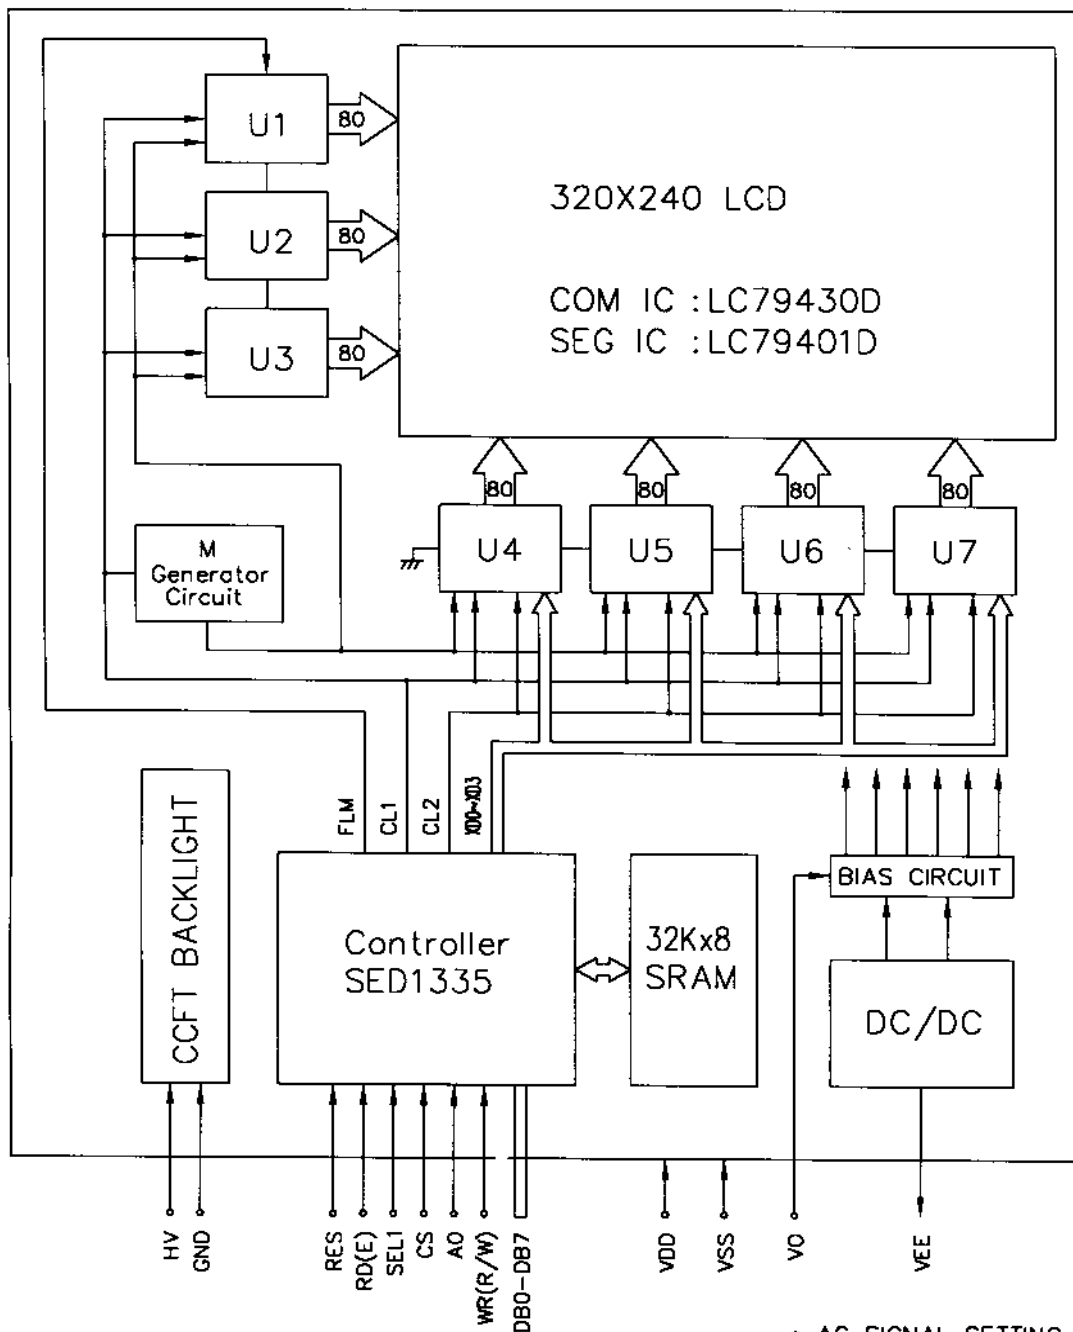 U1
80
320X240 LCD
U2
80
COM IC :LC79430D
SEG IC :LC79401D
U3
80
80
80
80
80
U4
U5
U6
U7
M
Generator
Circuit
FLM
CL1
CL2
XD0~XD3
CCFT BACKLIGHT
BIAS CIRCUIT
Controller
SED1335
32Kx8
SRAM
DC/DC
HV
GND
RES
RD(E)
SEL1
CS
A0
WR(R/W)
DB0-DB7
VDD
VSS
VO
VEE